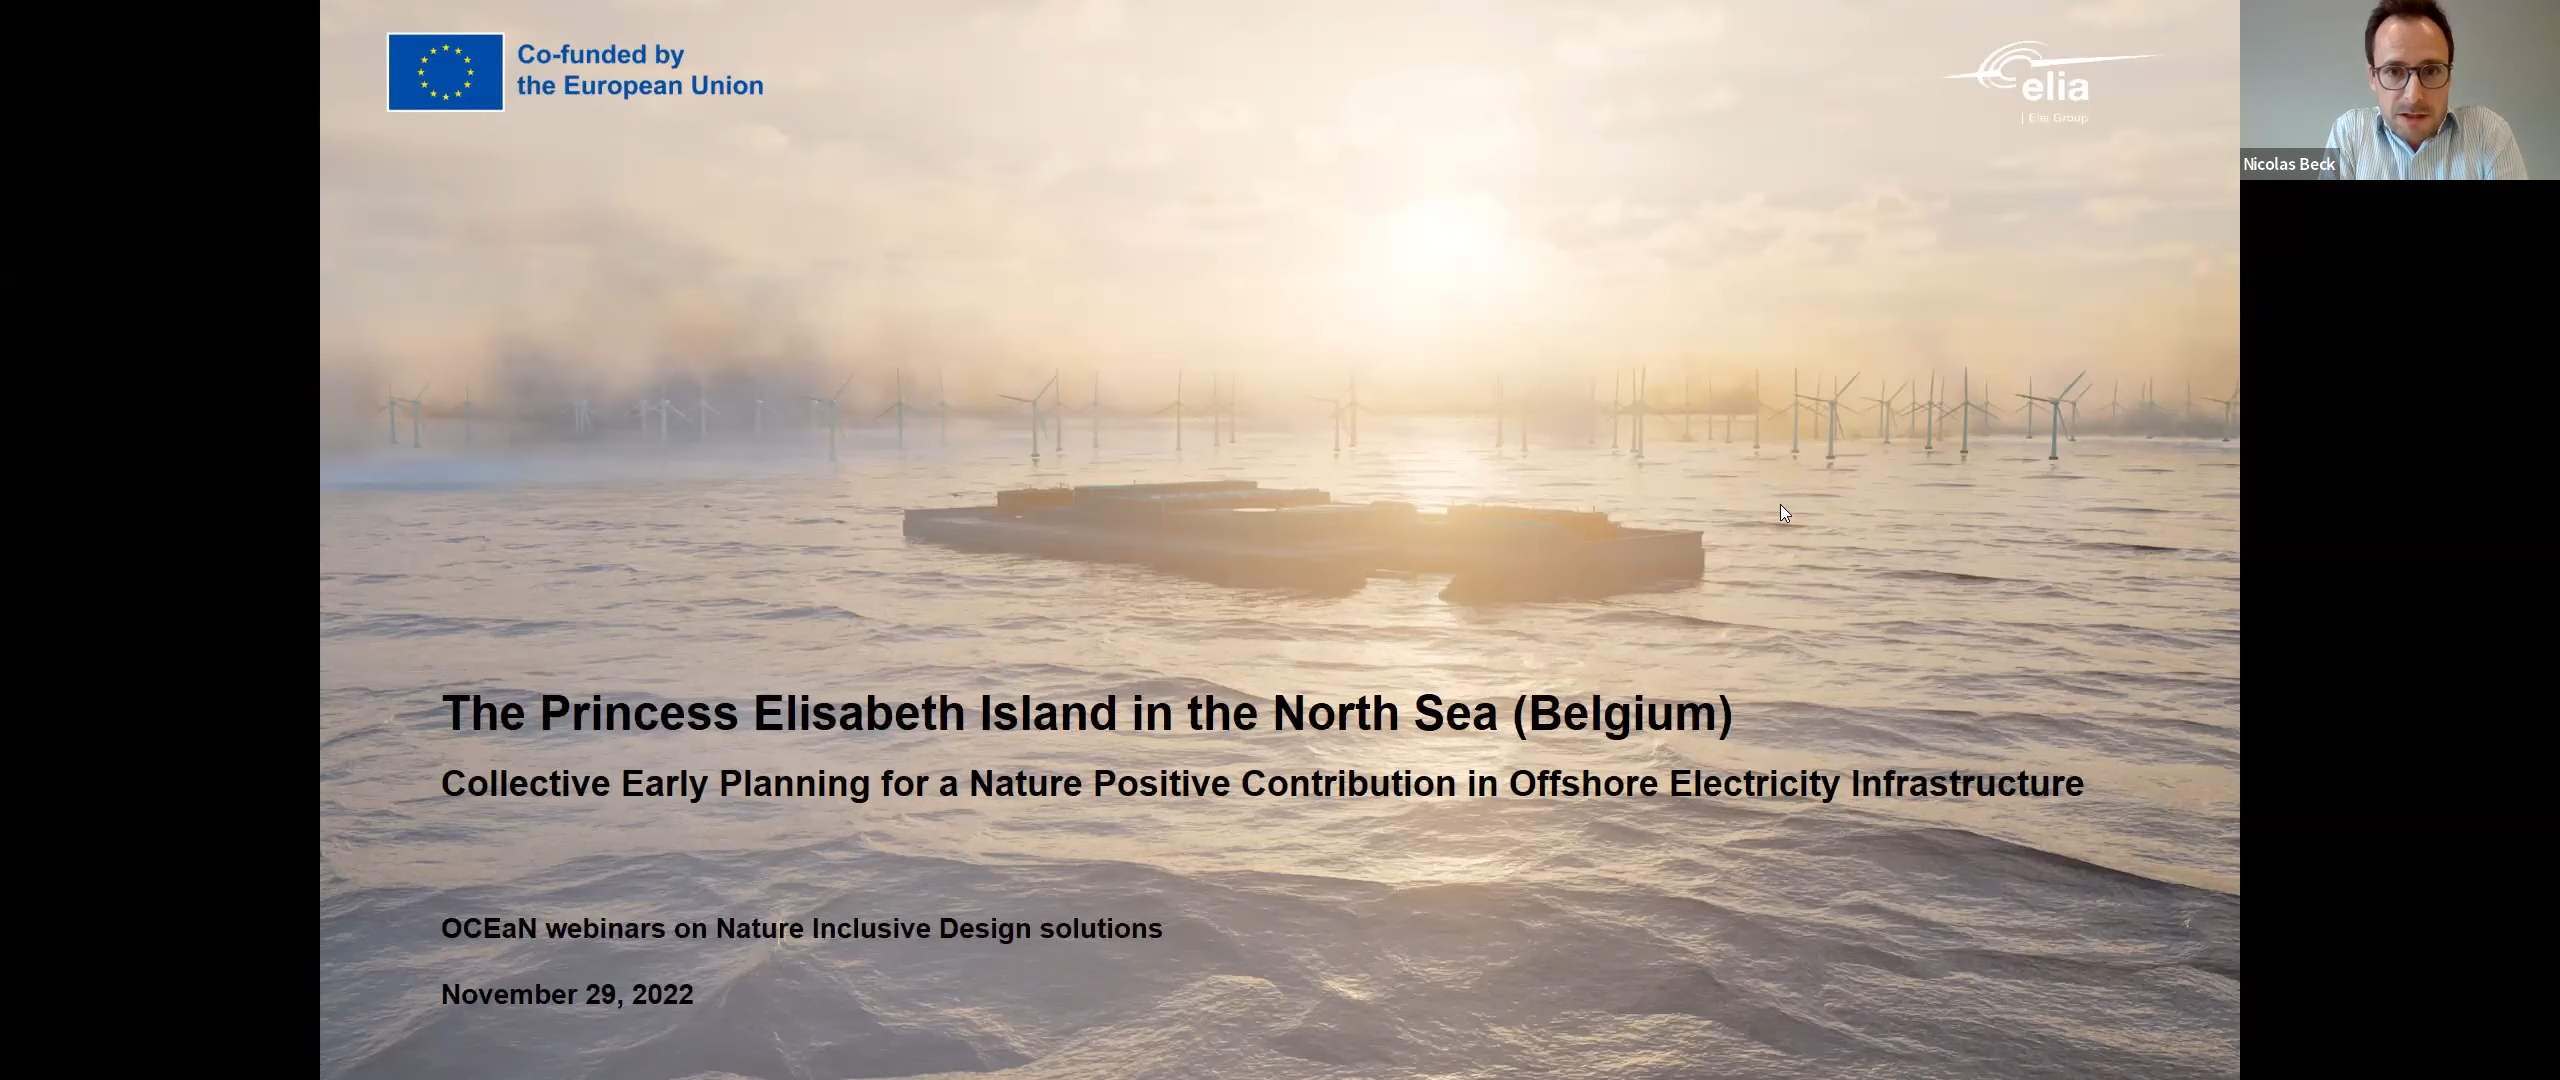 Co-funded by
the European Union
elia
| Elia Group
Nicolas Beck
The Princess Elisabeth Island in the North Sea (Belgium)
Collective Early Planning for a Nature Positive Contribution in Offshore Electricity Infrastructure
OCEaN webinars on Nature Inclusive Design solutions
November 29, 2022